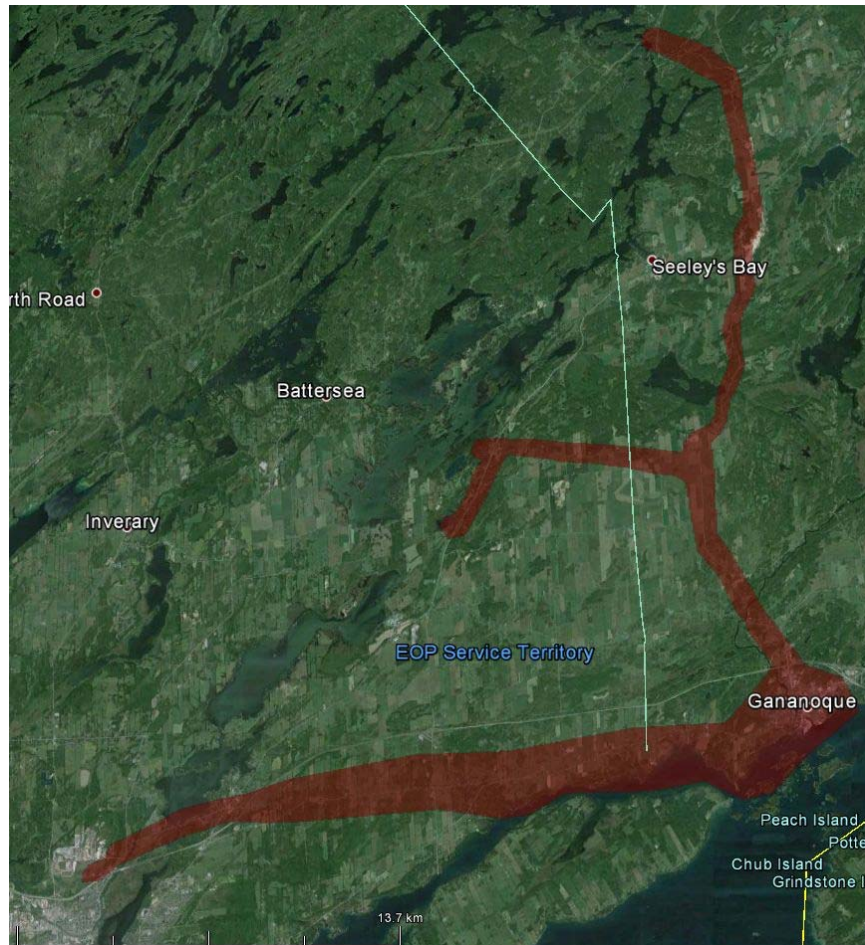 Seeley's Bay
rth Road
Battersea
Inverary
EOP Service Territory
Gananoque
Peach Island
Potte
Chub Island
Grindstone I
13.7 km